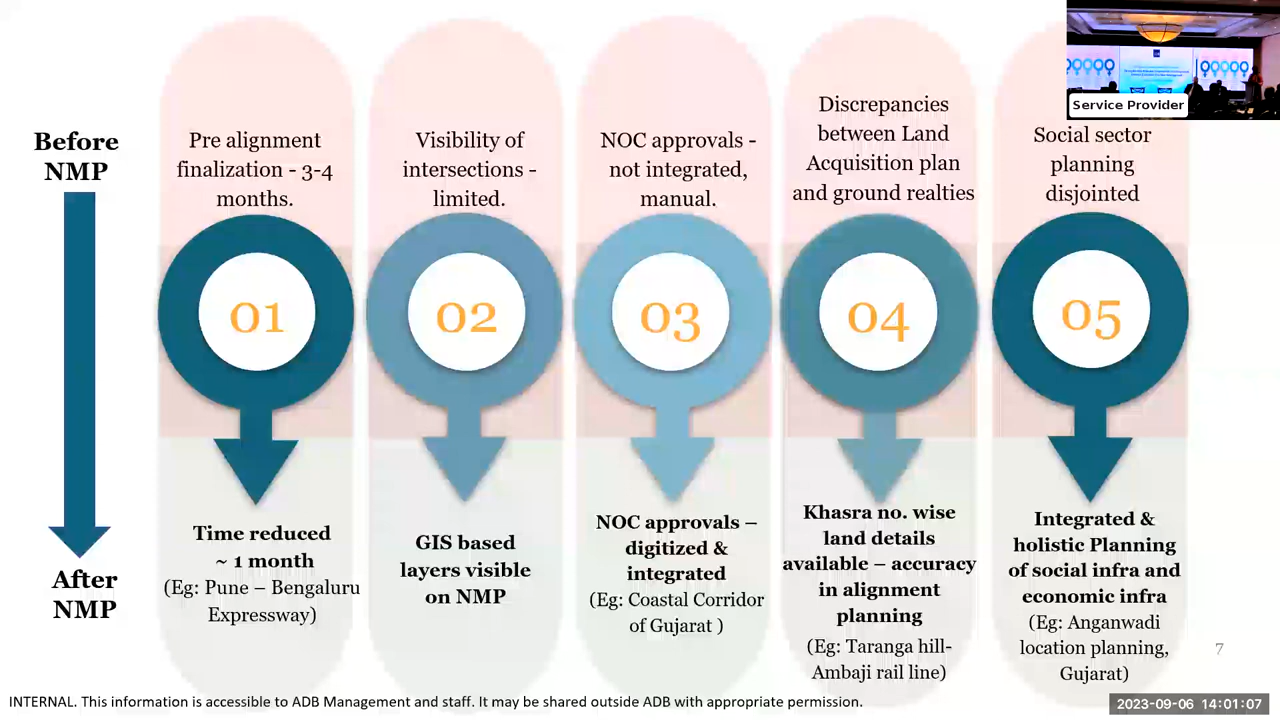 Service Provider
Before
NMP
Pre alignment
finalization - 3-4
months.
Visibility of
intersections -
limited.
NOC approvals -
not integrated,
manual.
Discrepancies
between Land
Acquisition plan
and ground realties
Social sector
planning
disjointed
01
02
03
04
05
After
NMP
Time reduced
~ 1 month
(Eg: Pune – Bengaluru
Expressway)
GIS based
layers visible
on NMP
NOC approvals –
digitized &
integrated
(Eg: Coastal Corridor
of Gujarat )
Khasra no. wise
land details
available – accuracy
in alignment
planning
(Eg: Taranga hill-
Ambaji rail line)
Integrated &
holistic Planning
of social infra and
economic infra
(Eg: Anganwadi
location planning,
Gujarat)
7
INTERNAL. This information is accessible to ADB Management and staff. It may be shared outside ADB with appropriate permission.
2023-09-06 14:01:07